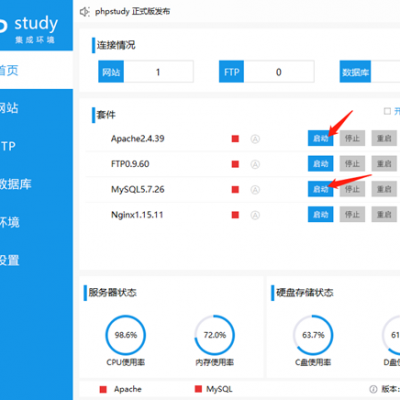 phpstudy 正式版发布
study
集成环境
首页
网站
数据库
环境
设置
连接情况
网站 1 FTP 0 数据库
套件
Apache2.4.39 启动 停止 重启
FTP0.9.60 启动 停止 重启
MySQL5.7.26 启动 停止 重启
Nginx1.15.11 启动 停止 重启
服务器状态 硬盘存储状态
98.6% 72.0% 63.7% 61
CPU使用率 内存使用率 C盘使用率 D盘使
Apache MySQL 版本: